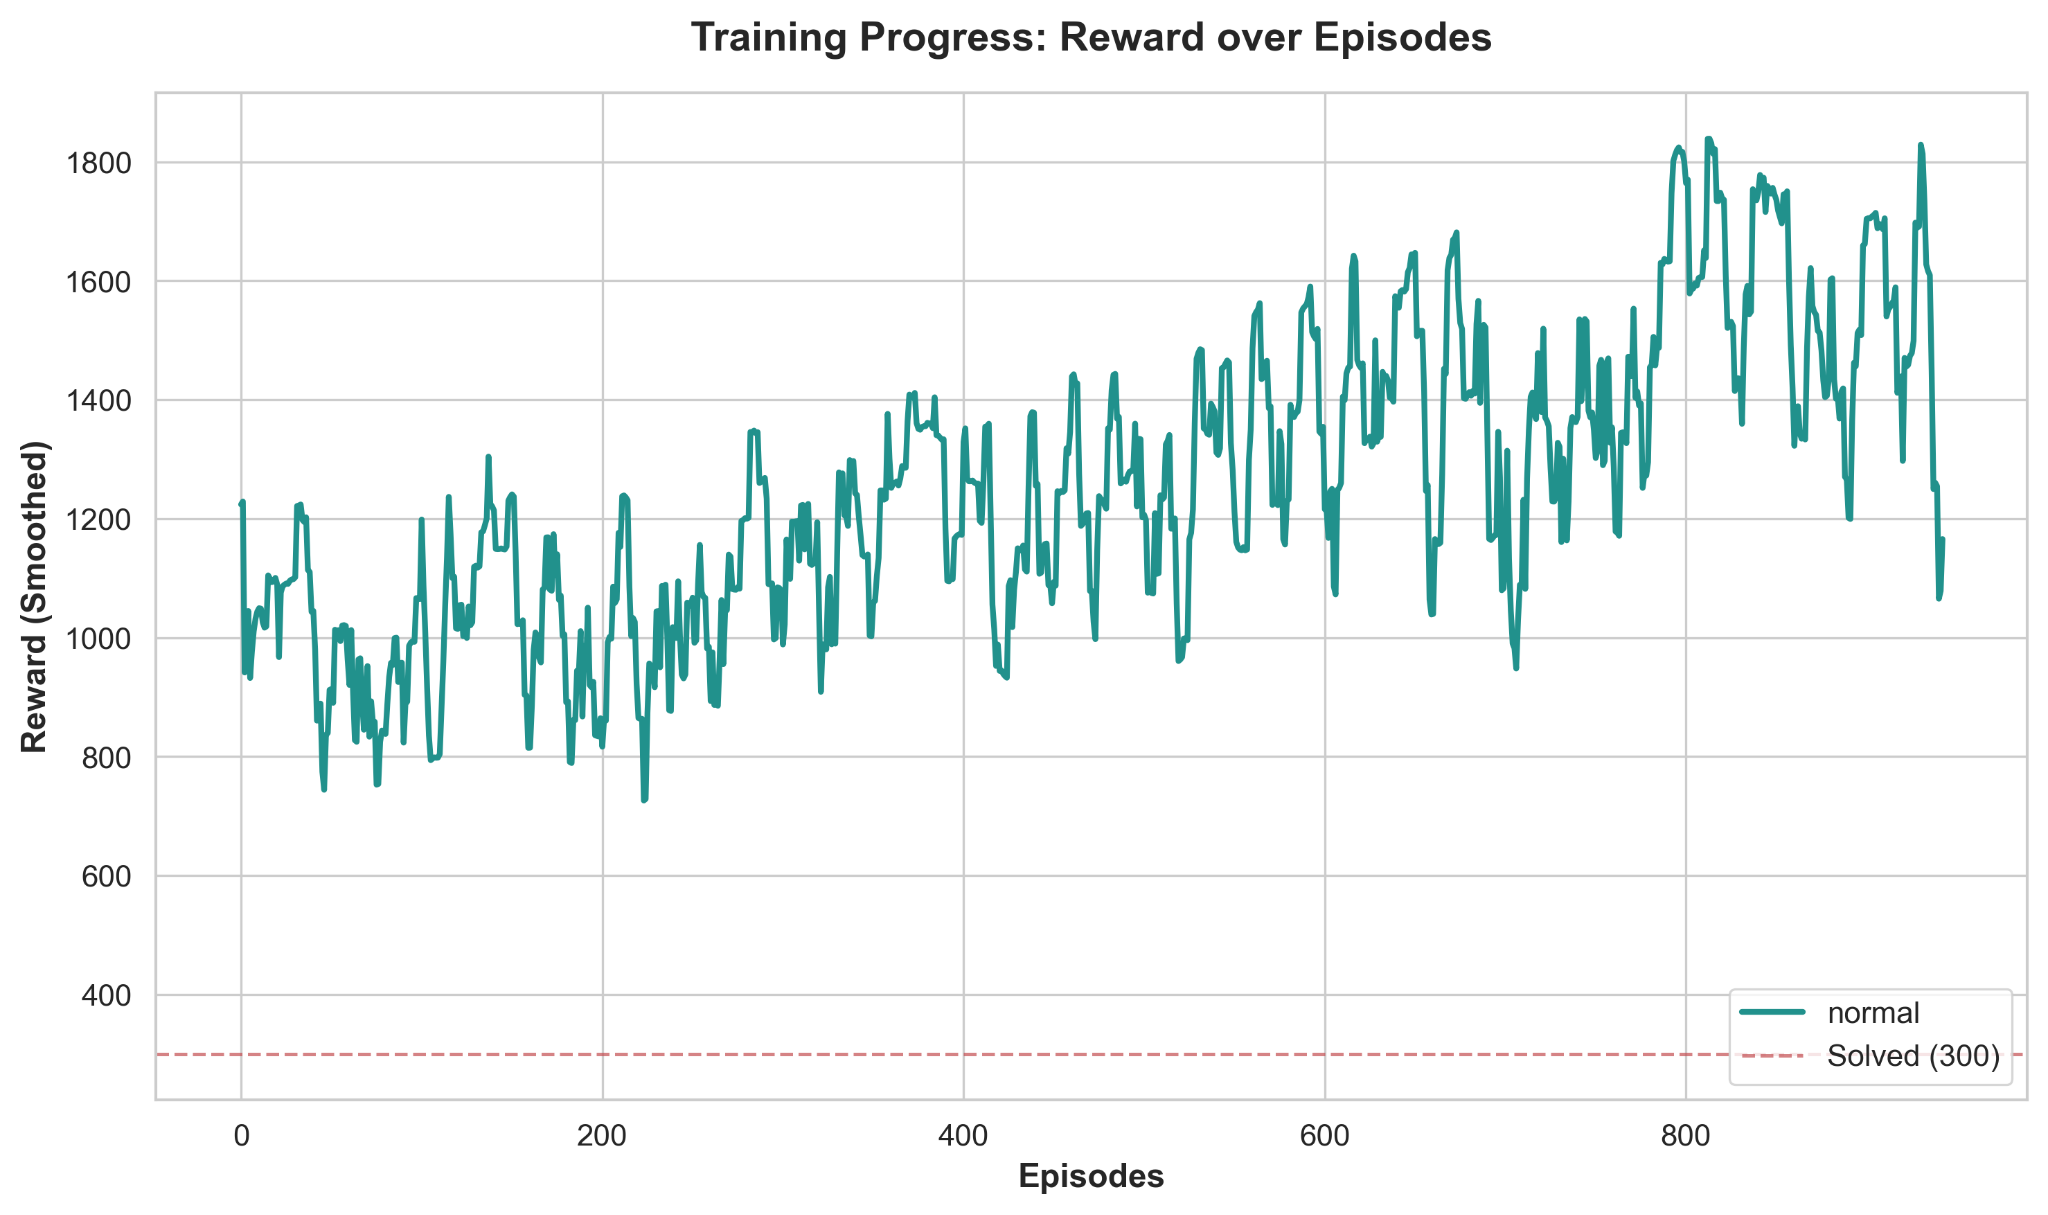 Training Progress: Reward over Episodes
Reward (Smoothed)
1800
1600
1400
1200
1000
800
600
400
normal
Solved (300)
0
200
400
600
800
Episodes